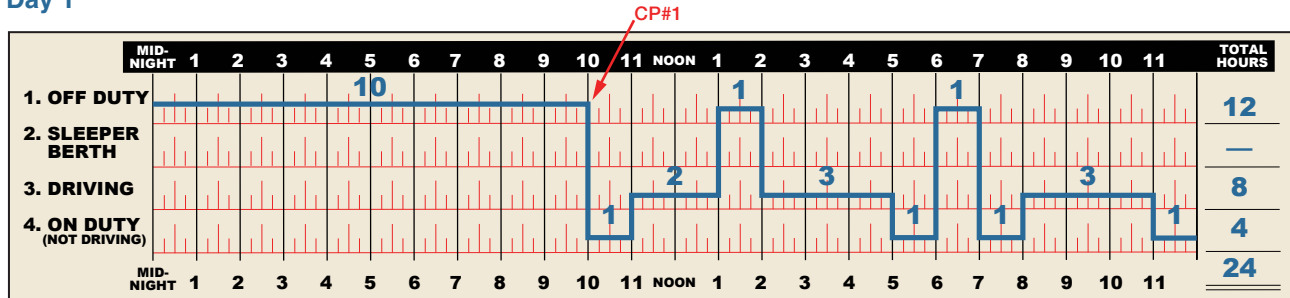 Day 1
CP#1
MID-NIGHT 1 2 3 4 5 6 7 8 9 10 11 NOON 1 2 3 4 5 6 7 8 9 10 11 TOTAL HOURS
10 1 1
1. OFF DUTY 12
2. SLEEPER BERTH —
2 3 3
3. DRIVING 8
1 1 1 1
4. ON DUTY 4
(NOT DRIVING)
MID-NIGHT 1 2 3 4 5 6 7 8 9 10 11 NOON 1 2 3 4 5 6 7 8 9 10 11 24